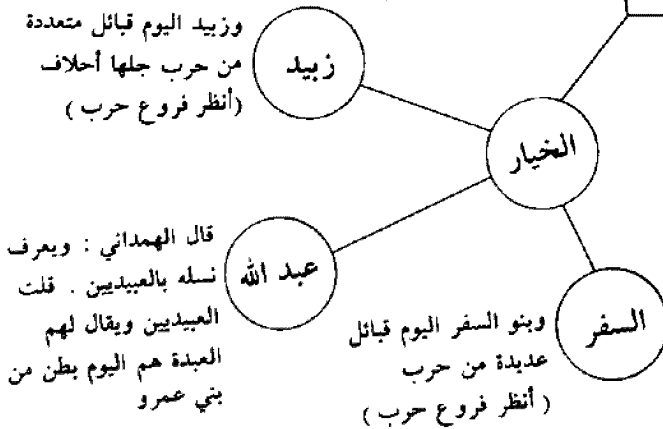 وزبيد اليوم قبائل متعددة
من حرب جلها أحلاف
(أنظر فروع حرب)
زبيد
الخيار
قال الهمداني : ويعرف
نسله بالعبيديين . قلت
العبيديين ويقال لهم
العبدة هم اليوم بطن من
بني عمرو
عبد الله
وبنو السفر اليوم قبائل
عديدة من حرب
( أنظر فروع حرب )
السفر